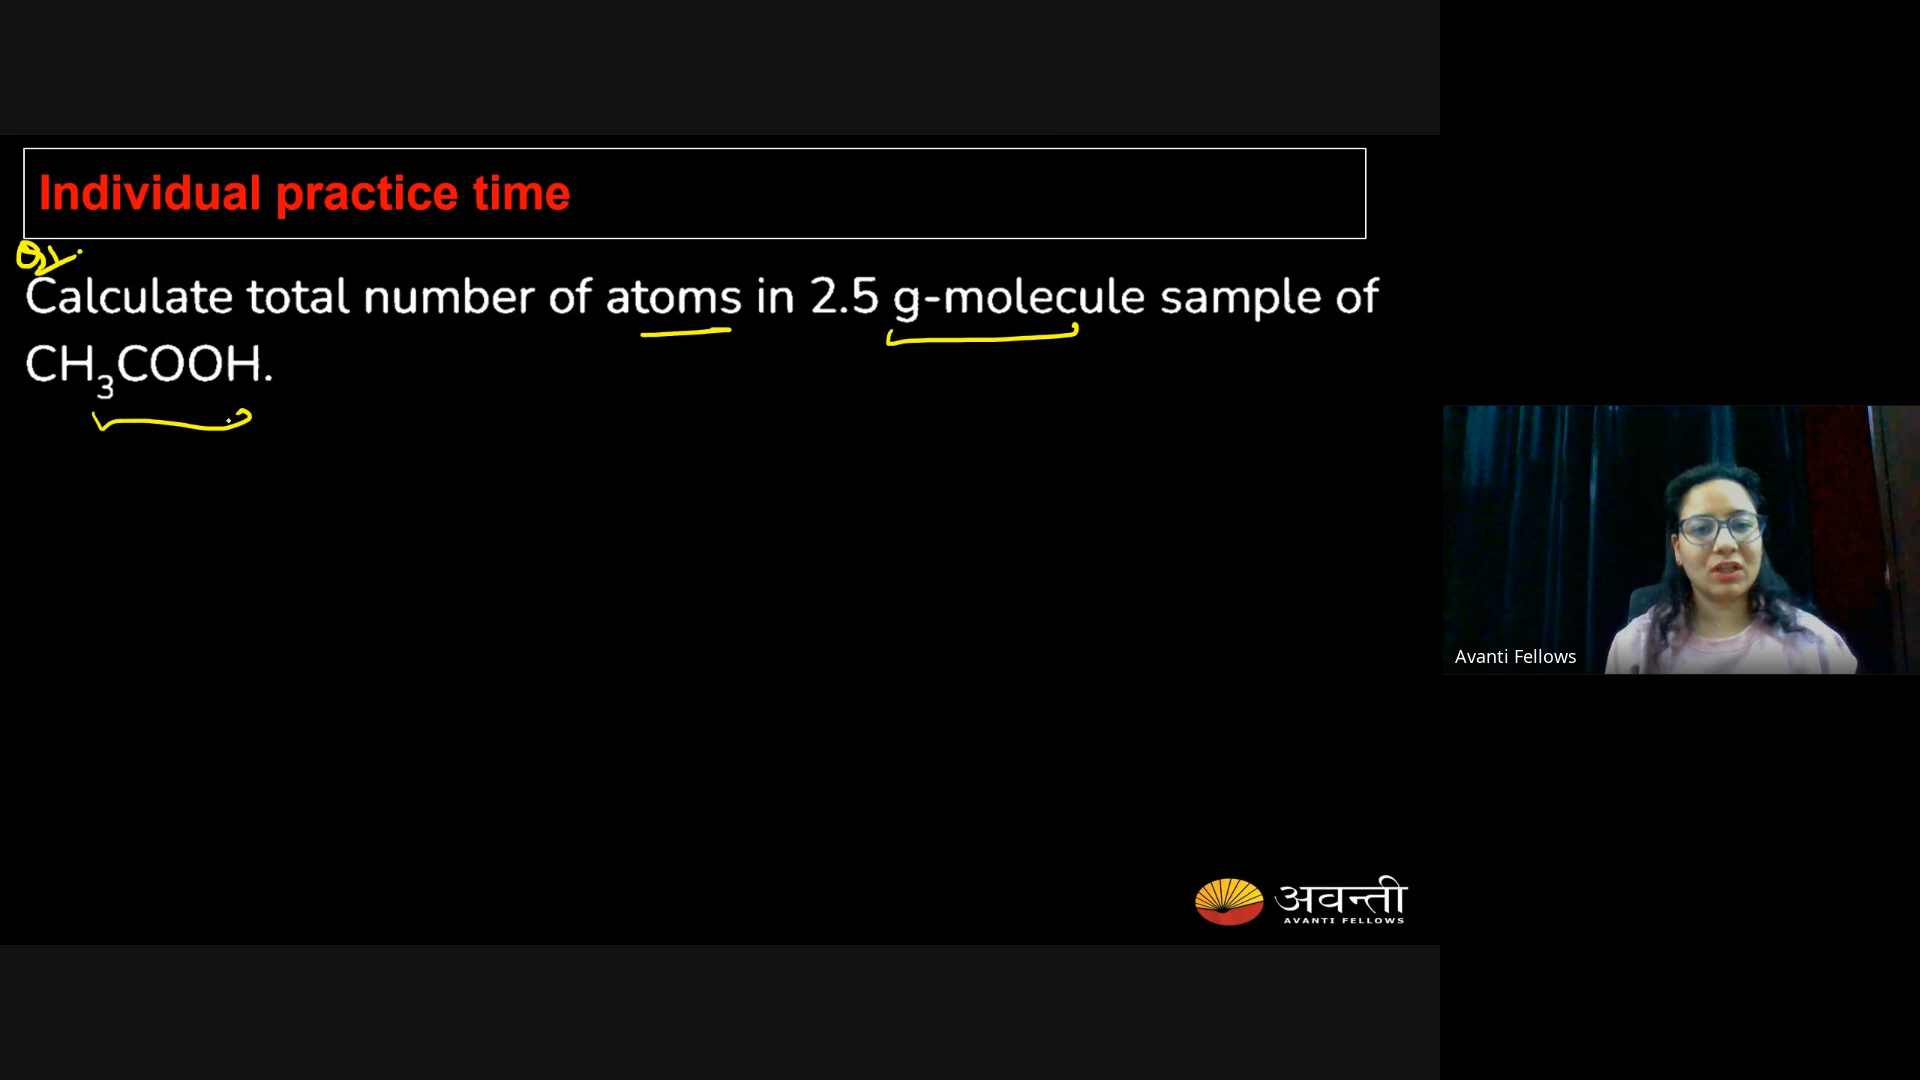 Individual practice time
Q1.
Calculate total number of atoms in 2.5 g-molecule sample of
CH₃COOH.
Avanti Fellows
अवन्ती
AVANTI FELLOWS